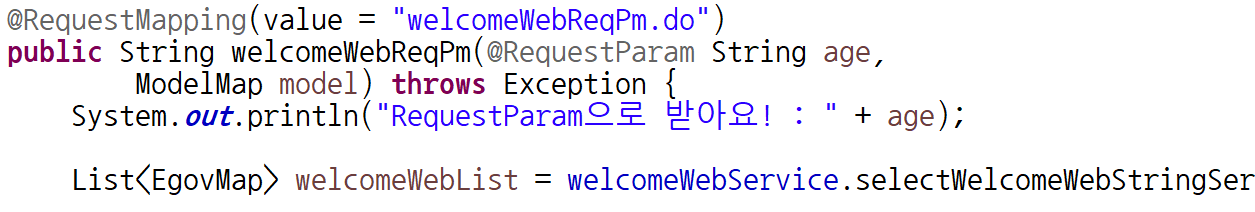 @RequestMapping(value = "welcomeWebReqPm.do")
public String welcomeWebReqPm(@RequestParam String age,
ModelMap model) throws Exception {
System.out.println("RequestParam으로 받아요! : " + age);
List<EgovMap> welcomeWebList = welcomeWebService.selectWelcomeWebStringSer